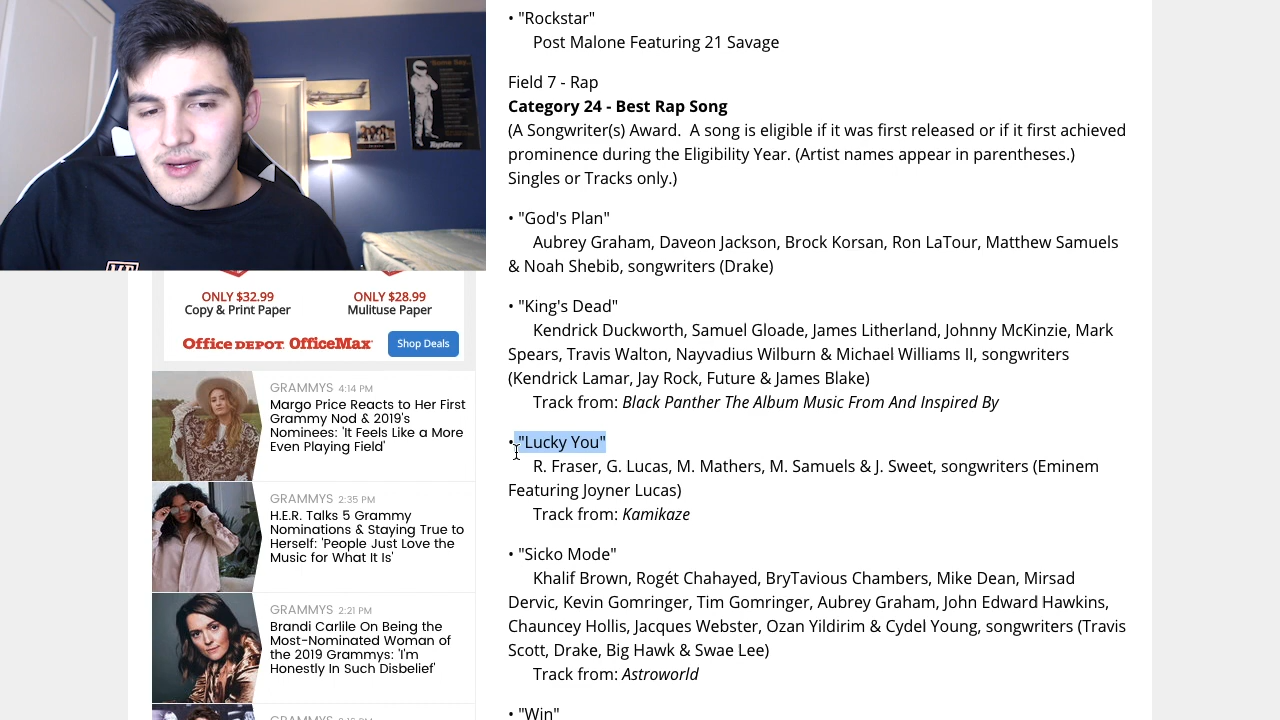 • "Rockstar"
Post Malone Featuring 21 Savage
Field 7 - Rap
Category 24 - Best Rap Song
(A Songwriter(s) Award.  A song is eligible if it was first released or if it first achieved
prominence during the Eligibility Year. (Artist names appear in parentheses.)
Singles or Tracks only.)
• "God's Plan"
Aubrey Graham, Daveon Jackson, Brock Korsan, Ron LaTour, Matthew Samuels
& Noah Shebib, songwriters (Drake)
• "King's Dead"
Kendrick Duckworth, Samuel Gloade, James Litherland, Johnny McKinzie, Mark
Spears, Travis Walton, Nayvadius Wilburn & Michael Williams II, songwriters
(Kendrick Lamar, Jay Rock, Future & James Blake)
Track from: Black Panther The Album Music From And Inspired By
• "Lucky You"
R. Fraser, G. Lucas, M. Mathers, M. Samuels & J. Sweet, songwriters (Eminem
Featuring Joyner Lucas)
Track from: Kamikaze
• "Sicko Mode"
Khalif Brown, Rogét Chahayed, BryTavious Chambers, Mike Dean, Mirsad
Dervic, Kevin Gomringer, Tim Gomringer, Aubrey Graham, John Edward Hawkins,
Chauncey Hollis, Jacques Webster, Ozan Yildirim & Cydel Young, songwriters (Travis
Scott, Drake, Big Hawk & Swae Lee)
Track from: Astroworld
• "Win"
TopGear
ONLY $32.99
Copy & Print Paper
ONLY $28.99
Mulituse Paper
Office DEPOT OfficeMax
Shop Deals
GRAMMYS 4:14 PM
Margo Price Reacts to Her First
Grammy Nod & 2019's
Nominees: 'It Feels Like a More
Even Playing Field'
GRAMMYS 2:35 PM
H.E.R. Talks 5 Grammy
Nominations & Staying True to
Herself: 'People Just Love the
Music for What It Is'
GRAMMYS 2:21 PM
Brandi Carlile On Being the
Most-Nominated Woman of
the 2019 Grammys: 'I'm
Honestly In Such Disbelief'